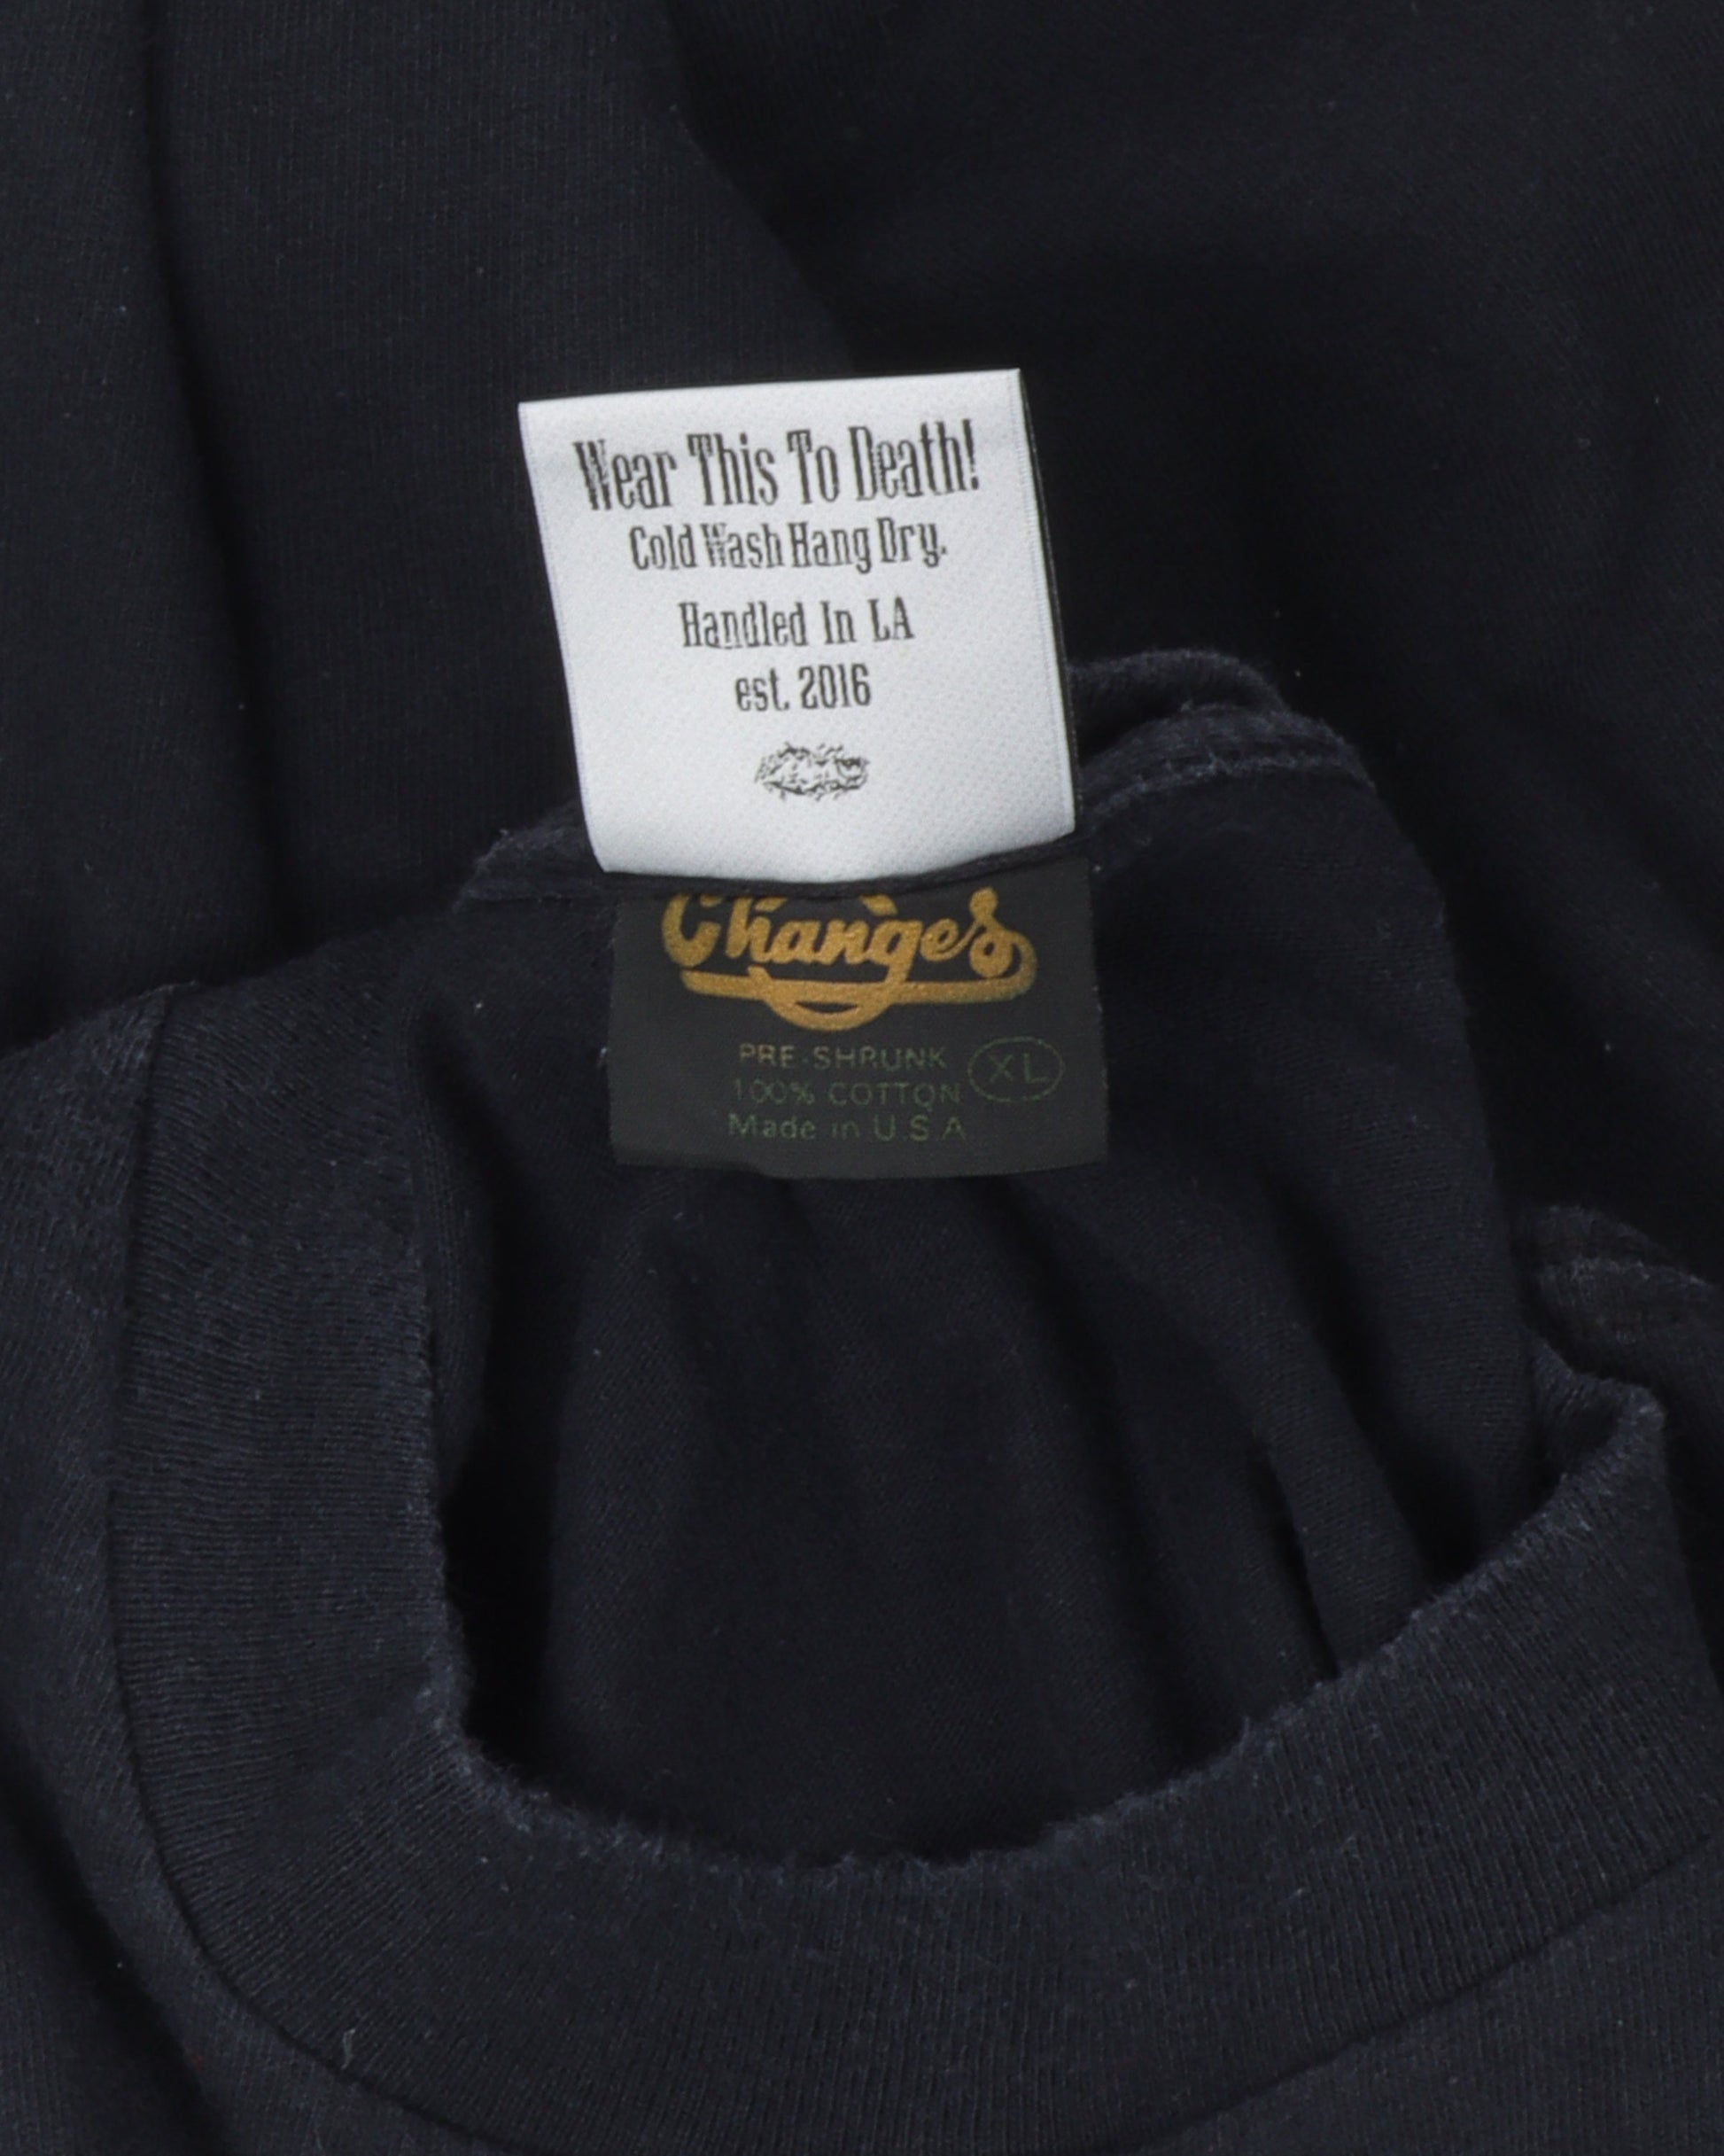 Wear This To Death!
Cold Wash Hang Dry.
Handled In LA
est. 2016
Changes
PRE-SHRUNK
100% COTTON XL
Made in U.S.A